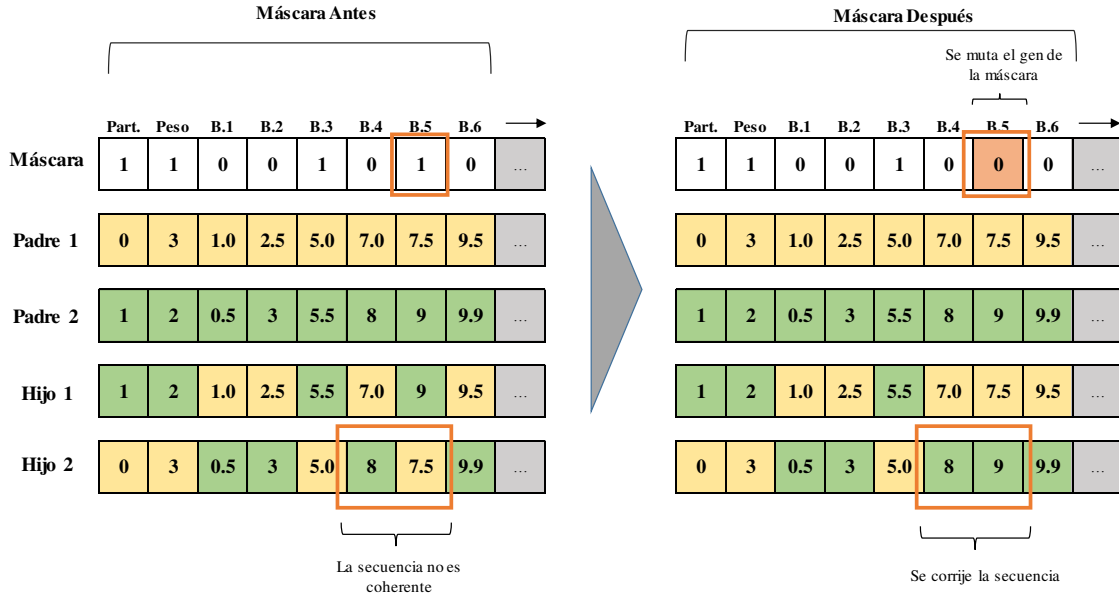 Máscara Antes
Part. Peso B.1 B.2 B.3 B.4 B.5 B.6
Máscara 1 1 0 0 1 0 1 0 ...
Padre 1 0 3 1.0 2.5 5.0 7.0 7.5 9.5 ...
Padre 2 1 2 0.5 3 5.5 8 9 9.9 ...
Hijo 1 1 2 1.0 2.5 5.5 7.0 9 9.5 ...
Hijo 2 0 3 0.5 3 5.0 8 7.5 9.9 ...
La secuencia no es
coherente
Máscara Después
Se muta el gen de
la máscara
Part. Peso B.1 B.2 B.3 B.4 B.5 B.6
1 1 0 0 1 0 0 0 ...
0 3 1.0 2.5 5.0 7.0 7.5 9.5 ...
1 2 0.5 3 5.5 8 9 9.9 ...
1 2 1.0 2.5 5.5 7.0 7.5 9.5 ...
0 3 0.5 3 5.0 8 9 9.9 ...
Se corrije la secuencia